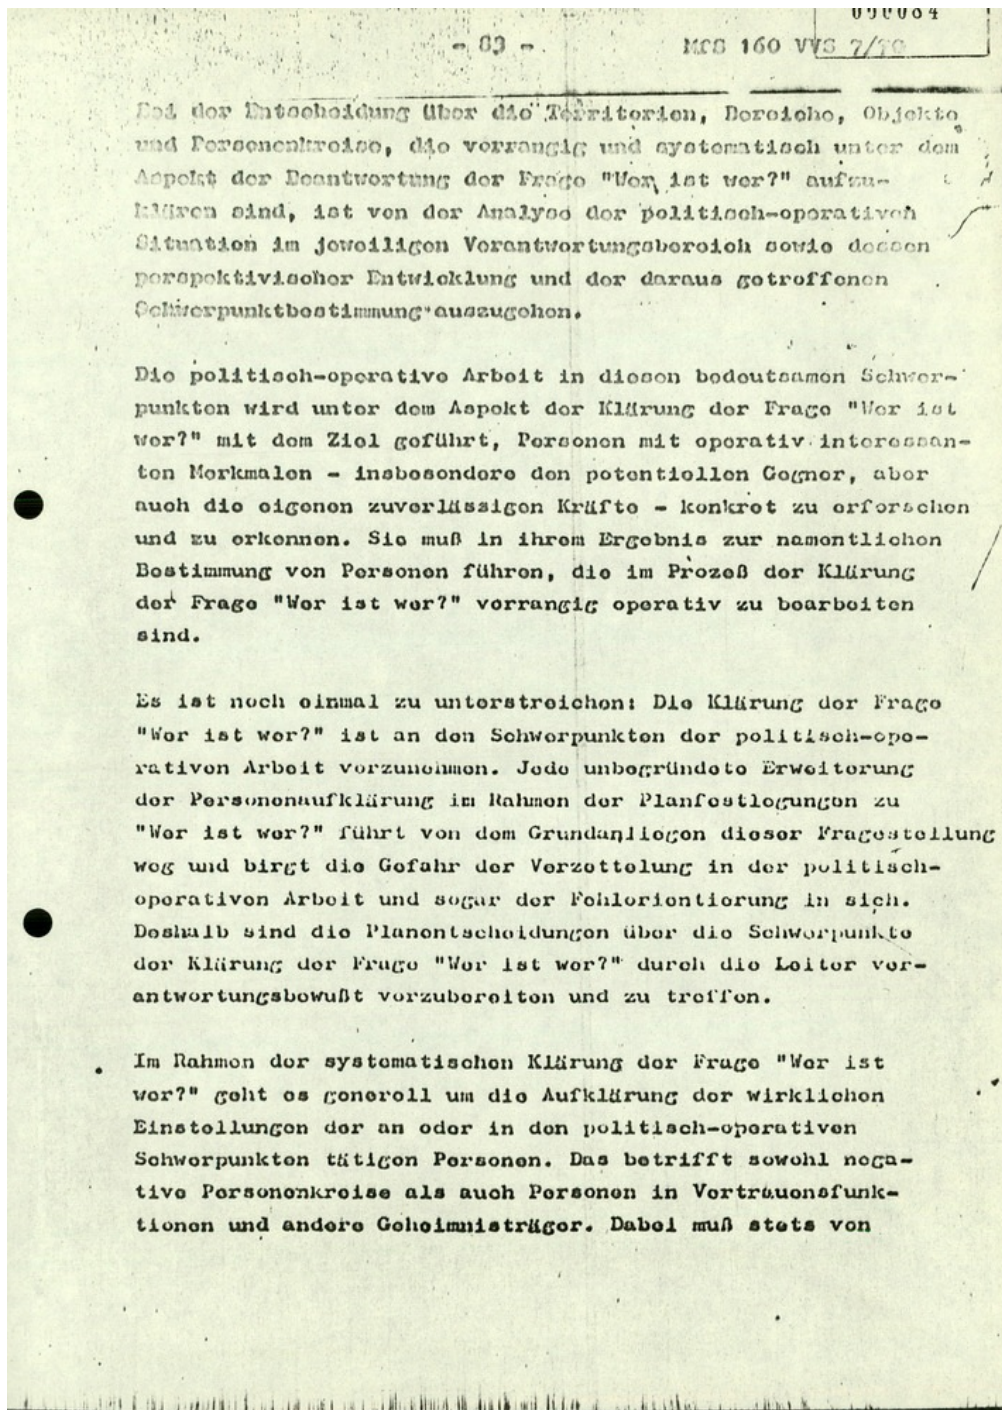 000084
- 83 -
MfS 160 VVS 7/70
Bei der Entscheidung über die Territorien, Bereiche, Objekte
und Personenkreise, die vorrangig und systematisch unter dem
Aspekt der Beantwortung der Frage "Wer ist wer?" aufzu-
klären sind, ist von der Analyse der politisch-operativen
Situation im jeweiligen Verantwortungsbereich sowie dessen
perspektivischer Entwicklung und der daraus getroffenen
Schwerpunktbestimmung auszugehen.
Die politisch-operative Arbeit in diesen bedeutsamen Schwer-
punkten wird unter dem Aspekt der Klärung der Frage "Wer ist
wer?" mit dem Ziel geführt, Personen mit operativ interessan-
ten Merkmalen - insbesondere den potentiellen Gegner, aber
auch die eigenen zuverlässigen Kräfte - konkret zu erforschen
und zu erkennen. Sie muß in ihrem Ergebnis zur namentlichen
Bestimmung von Personen führen, die im Prozeß der Klärung
der Frage "Wer ist wer?" vorrangig operativ zu bearbeiten
sind.
Es ist noch einmal zu unterstreichen: Die Klärung der Frage
"Wer ist wer?" ist an den Schwerpunkten der politisch-ope-
rativen Arbeit vorzunehmen. Jede unbegründete Erweiterung
der Personenaufklärung im Rahmen der Planfestlegungen zu
"Wer ist wer?" führt von dem Grundanliegen dieser Fragestellung
weg und birgt die Gefahr der Verzettelung in der politisch-
operativen Arbeit und sogar der Fehlorientierung in sich.
Deshalb sind die Planentscheidungen über die Schwerpunkte
der Klärung der Frage "Wer ist wer?" durch die Leiter ver-
antwortungsbewußt vorzubereiten und zu treffen.
Im Rahmen der systematischen Klärung der Frage "Wer ist
wer?" geht es generell um die Aufklärung der wirklichen
Einstellungen der an oder in den politisch-operativen
Schwerpunkten tätigen Personen. Das betrifft sowohl nega-
tive Personenkreise als auch Personen in Vertrauensfunk-
tionen und andere Geheimnisträger. Dabei muß stets von